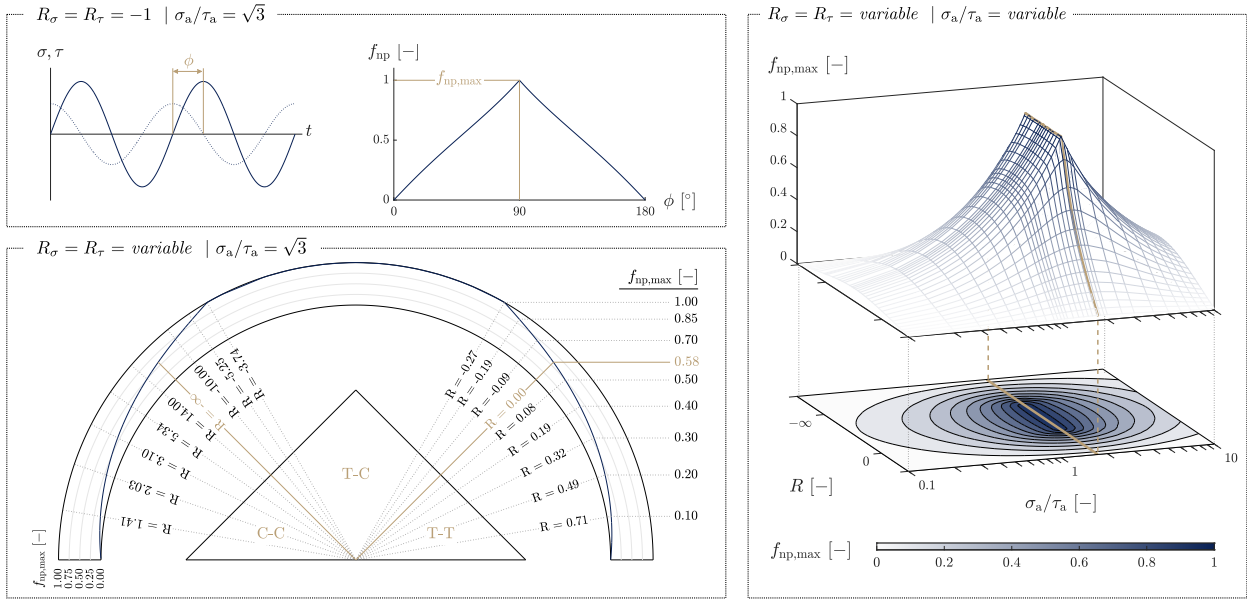 R_σ = R_τ = −1 | σ_a/τ_a = √3
σ, τ
ϕ
t
f_np [−]
f_np,max
1
0.5
0
0 90 180
ϕ [°]
R_σ = R_τ = variable | σ_a/τ_a = √3
f_np,max [−]
1.00
0.85
0.70
0.58
0.50
0.40
0.30
0.20
0.10
R = -3.74
R = -5.25
R = -10.00
R = -∞
R = 14.00
R = 5.34
R = 3.10
R = 2.03
R = 1.41
R = -0.27
R = -0.19
R = -0.09
R = 0.00
R = 0.08
R = 0.19
R = 0.32
R = 0.49
R = 0.71
T-C
C-C
T-T
f_np,max [−]
1.00
0.75
0.50
0.25
0.00
R_σ = R_τ = variable | σ_a/τ_a = variable
f_np,max [−]
1
0.8
0.6
0.4
0.2
0
−∞
0
R [−]
0.1
1
10
σ_a/τ_a [−]
f_np,max [−]
0 0.2 0.4 0.6 0.8 1